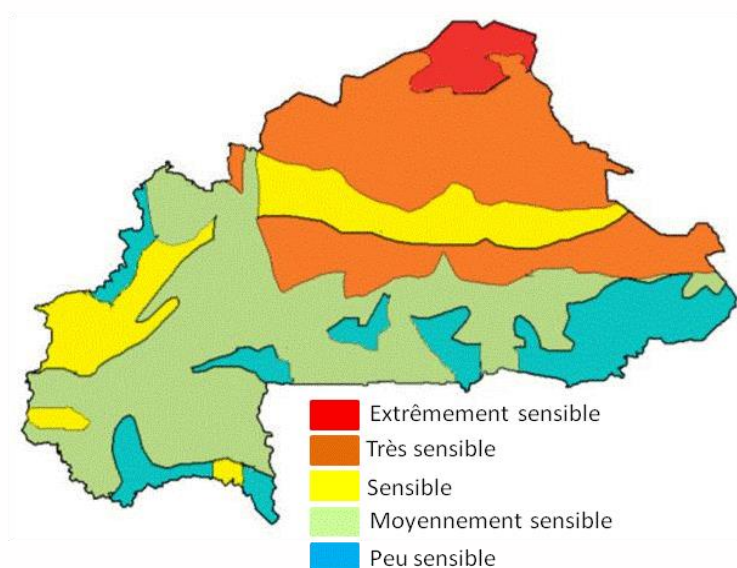 Extrêmement sensible
Très sensible
Sensible
Moyennement sensible
Peu sensible